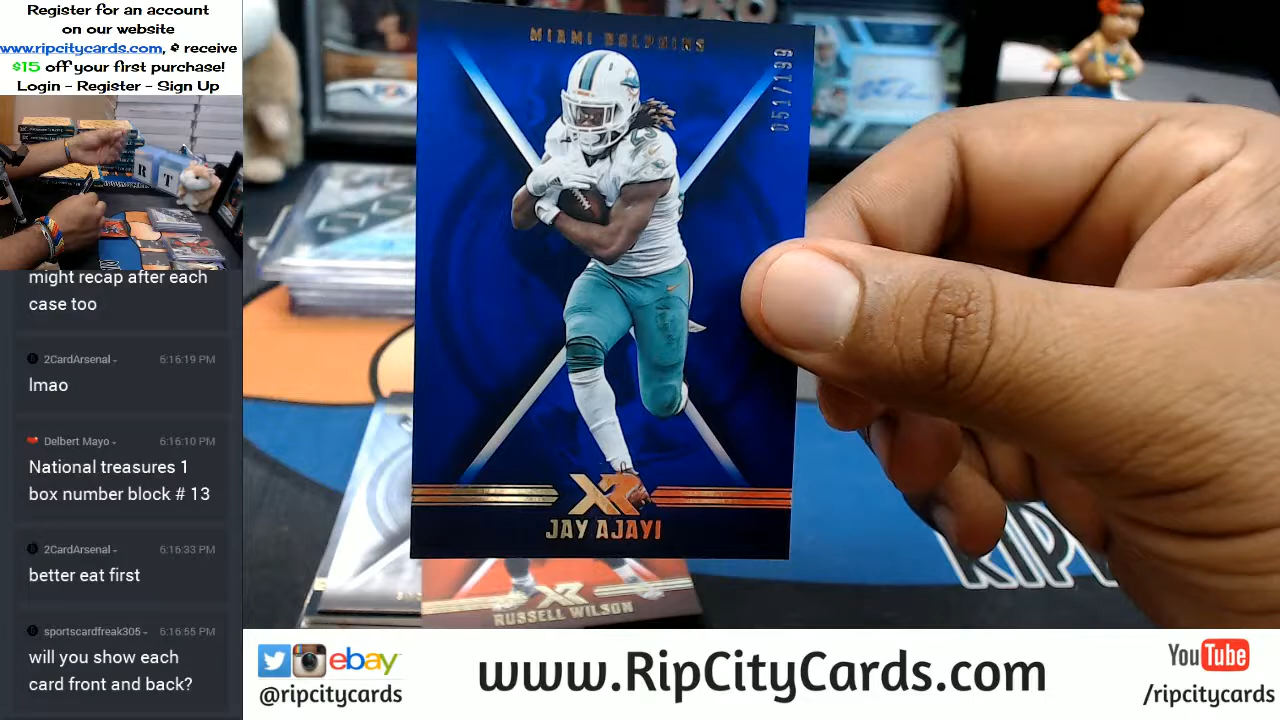 Register for an account
on our website
www.ripcitycards.com, & receive
$15 off your first purchase!
Login - Register - Sign Up
might recap after each
case too
2CardArsenal
6:16:19 PM
lmao
Delbert Mayo
6:16:10 PM
National treasures 1
box number block # 13
2CardArsenal
6:16:33 PM
better eat first
sportscardfreak305
6:16:55 PM
will you show each
card front and back?
MIAMI DOLPHINS
051/199
XR
JAY AJAYI
XR
RUSSELL WILSON
R T
RIP
ebay
@ripcitycards
www.RipCityCards.com
YouTube
/ripcitycards